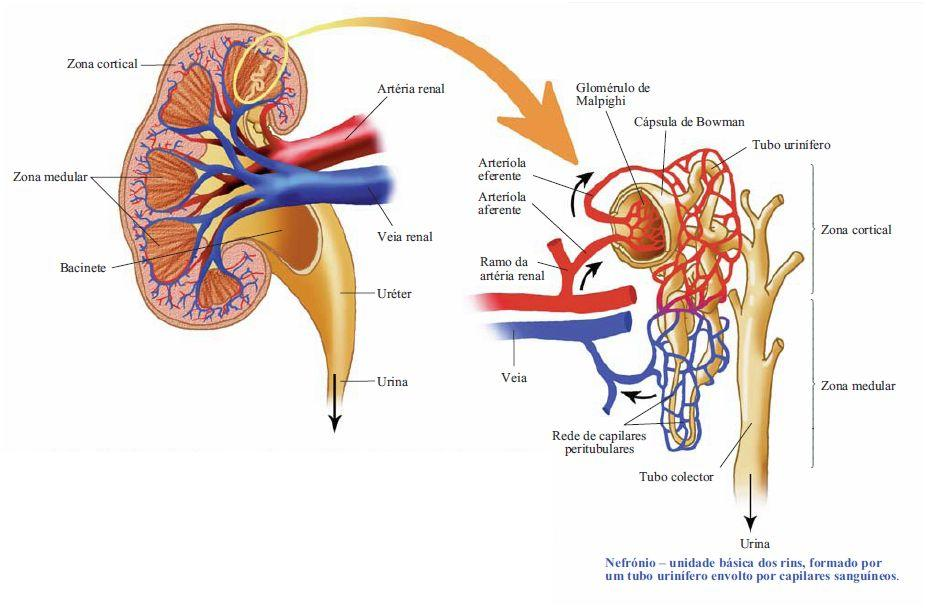 Zona cortical
Artéria renal
Zona medular
Veia renal
Bacinete
Uréter
Urina
Glomérulo de
Malpighi
Cápsula de Bowman
Tubo urinífero
Arteríola
eferente
Arteríola
aferente
Zona cortical
Ramo da
artéria renal
Veia
Zona medular
Rede de capilares
peritubulares
Tubo colector
Urina
Nefrónio – unidade básica dos rins, formado por
um tubo urinífero envolto por capilares sanguíneos.